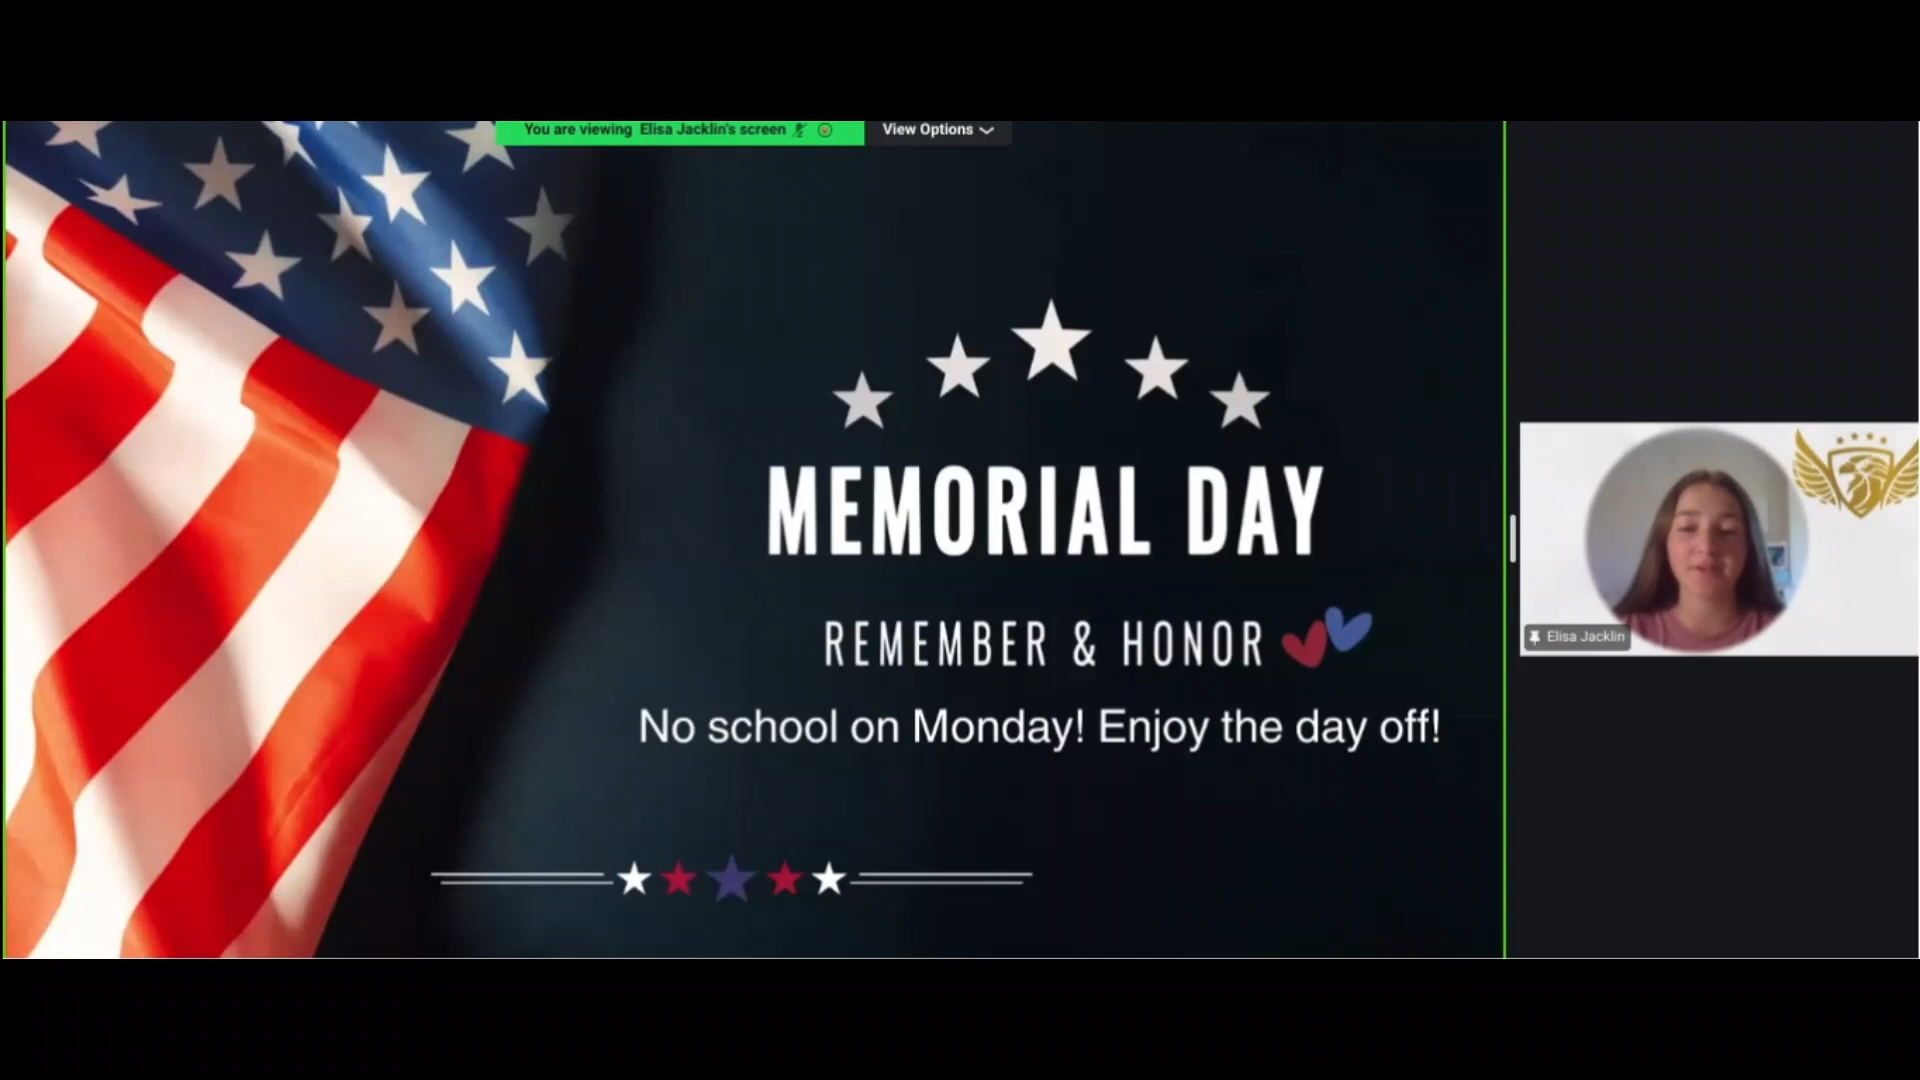 You are viewing Elisa Jacklin's screen
View Options
MEMORIAL DAY
REMEMBER & HONOR
No school on Monday! Enjoy the day off!
Elisa Jacklin